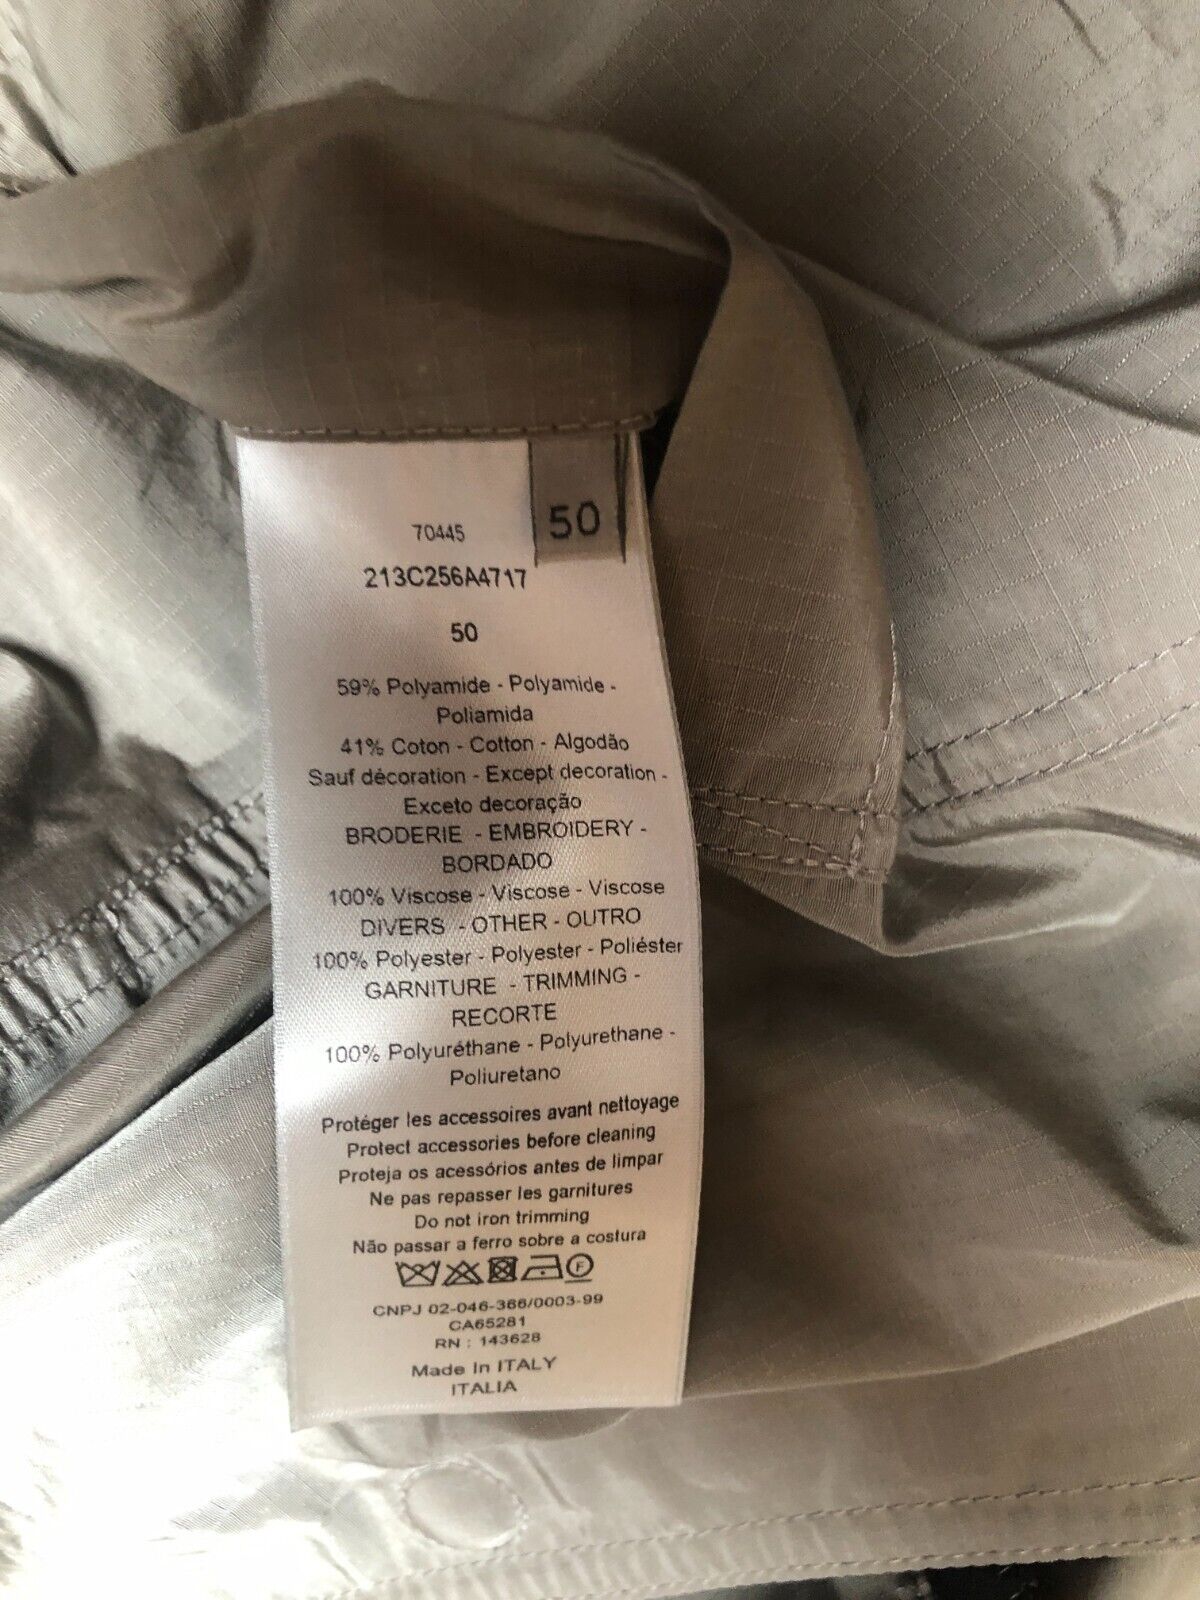 50
70445
213C256A4717
50
59% Polyamide - Polyamide -
Poliamida
41% Coton - Cotton - Algodão
Sauf décoration - Except decoration -
Exceto decoração
BRODERIE - EMBROIDERY -
BORDADO
100% Viscose - Viscose - Viscose
DIVERS - OTHER - OUTRO
100% Polyester - Polyester - Poliéster
GARNITURE - TRIMMING -
RECORTE
100% Polyuréthane - Polyurethane -
Poliuretano
Protéger les accessoires avant nettoyage
Protect accessories before cleaning
Proteja os acessórios antes de limpar
Ne pas repasser les garnitures
Do not iron trimming
Não passar a ferro sobre a costura
F
CNPJ 02-046-366/0003-99
CA65281
RN : 143628
Made In ITALY
ITALIA